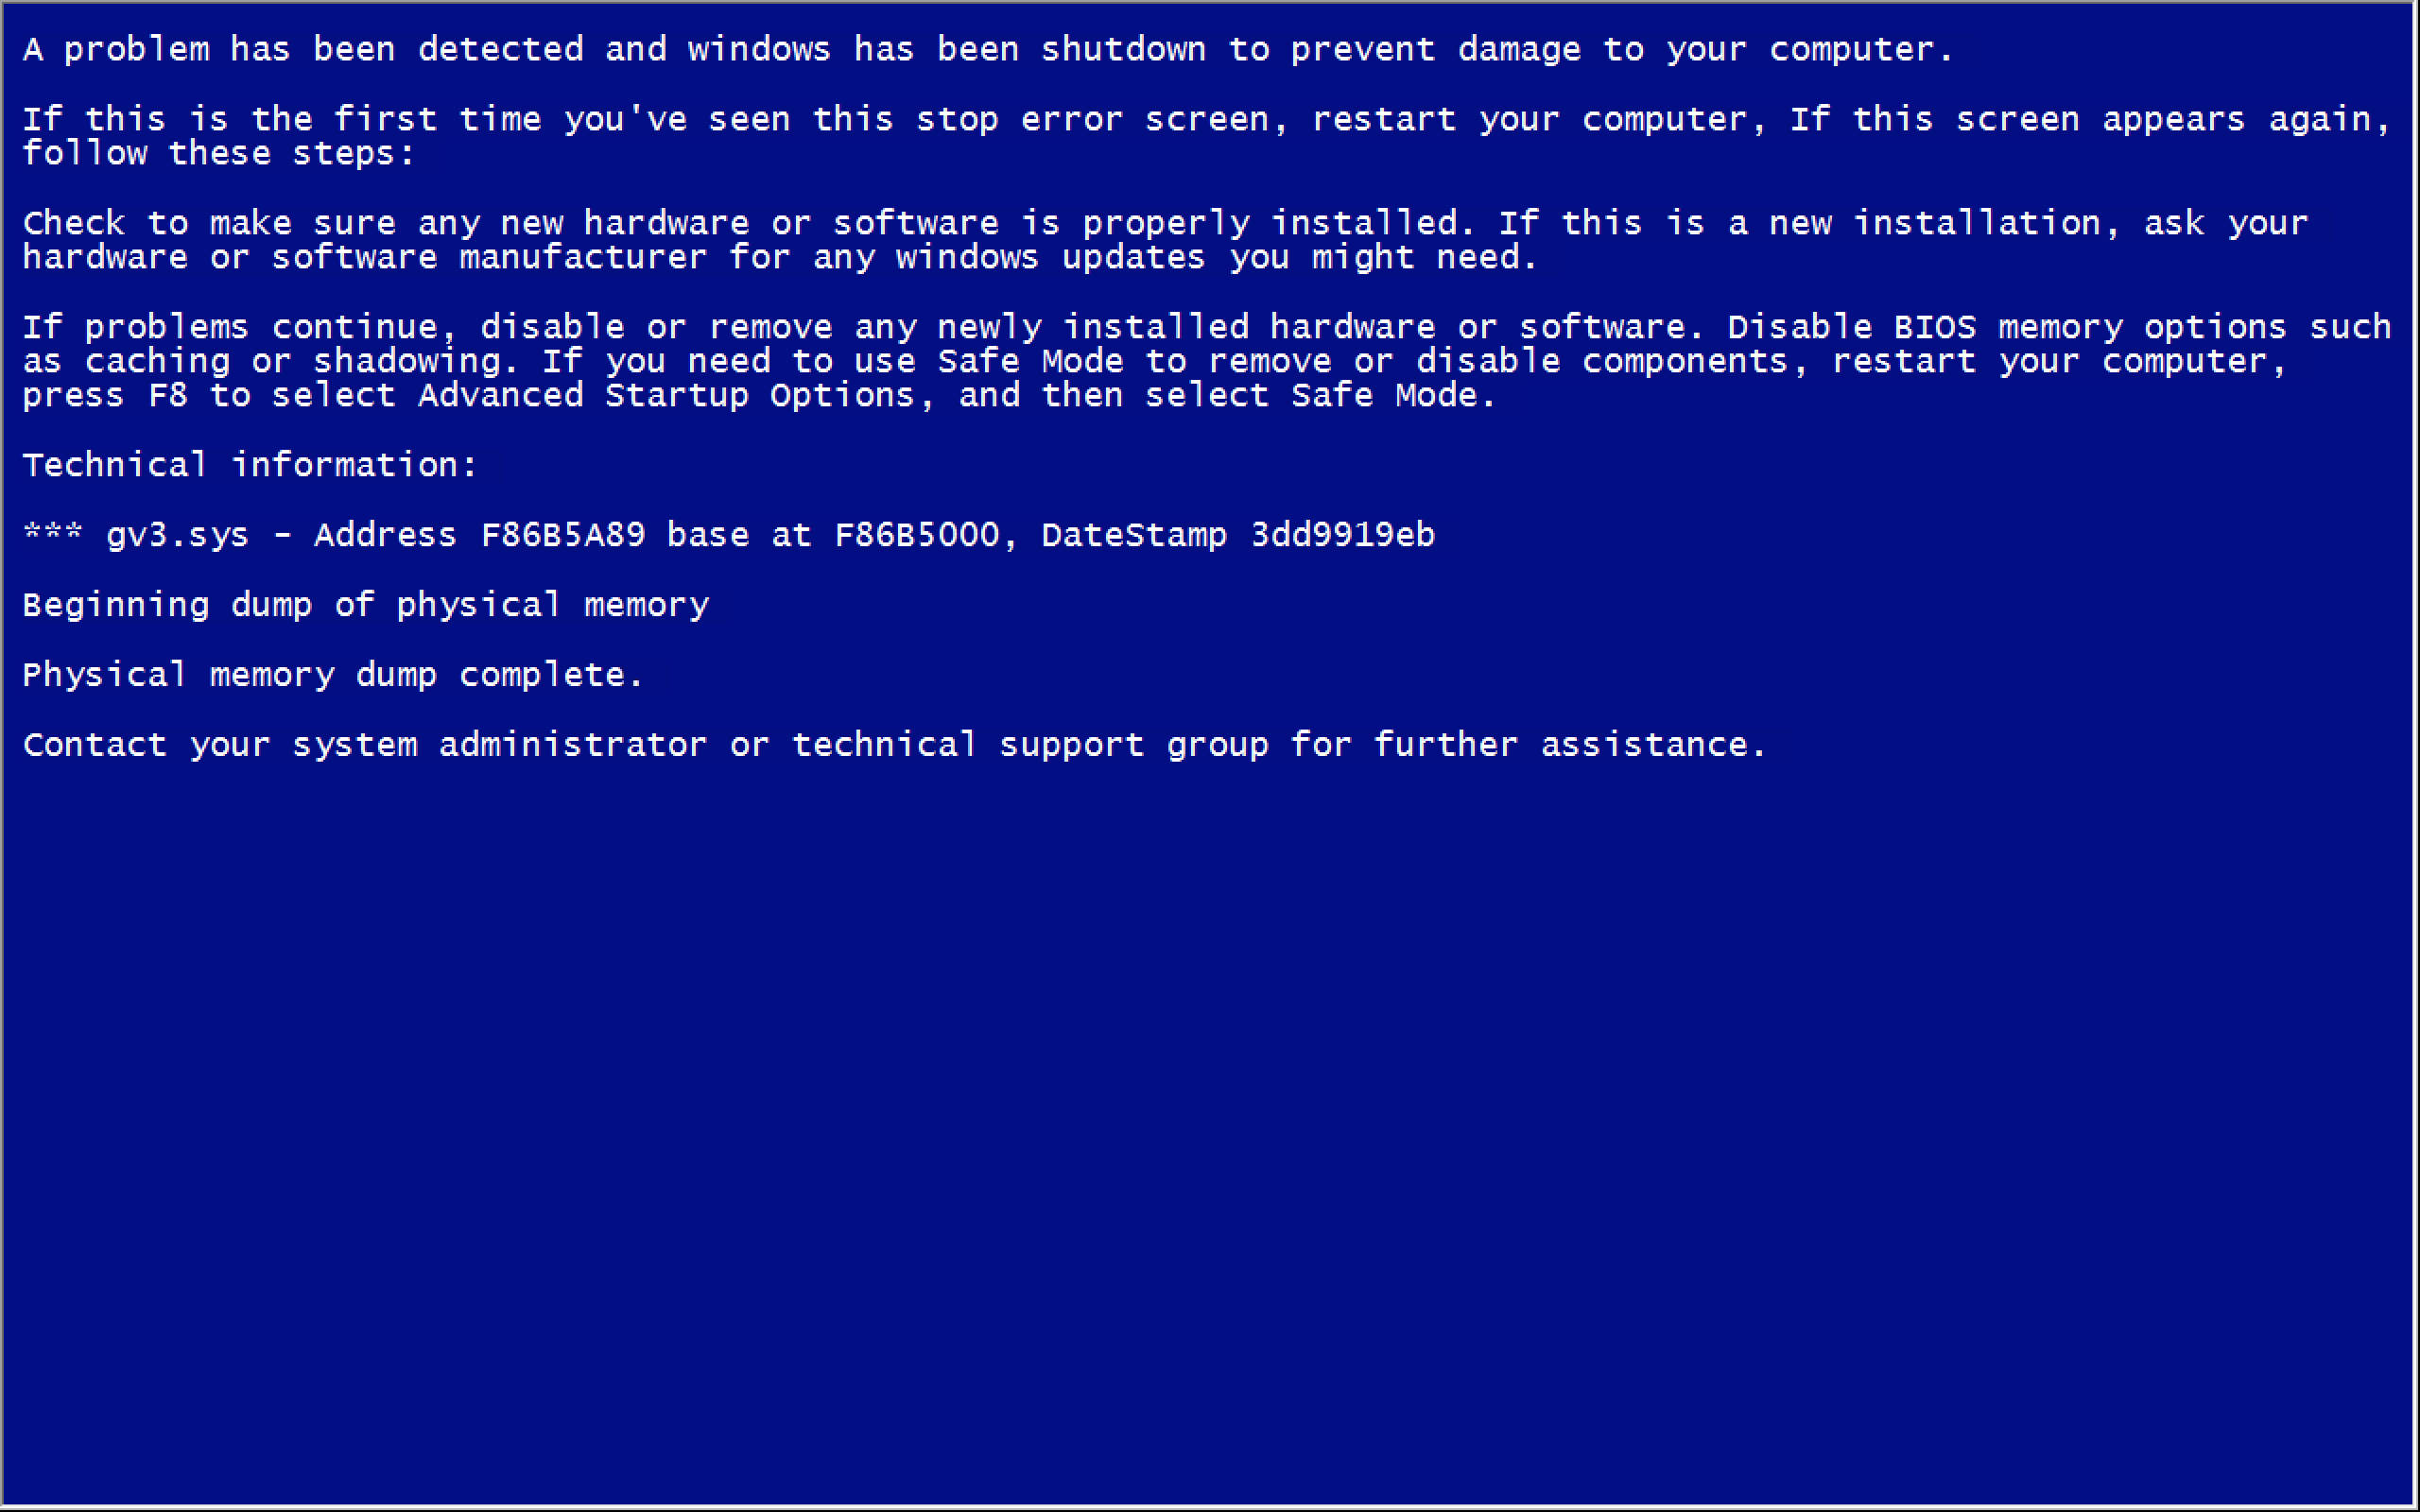 A problem has been detected and windows has been shutdown to prevent damage to your computer.
If this is the first time you've seen this stop error screen, restart your computer, If this screen appears again,
follow these steps:
Check to make sure any new hardware or software is properly installed. If this is a new installation, ask your
hardware or software manufacturer for any windows updates you might need.
If problems continue, disable or remove any newly installed hardware or software. Disable BIOS memory options such
as caching or shadowing. If you need to use Safe Mode to remove or disable components, restart your computer,
press F8 to select Advanced Startup Options, and then select Safe Mode.
Technical information:
*** gv3.sys - Address F86B5A89 base at F86B5000, DateStamp 3dd9919eb
Beginning dump of physical memory
Physical memory dump complete.
Contact your system administrator or technical support group for further assistance.